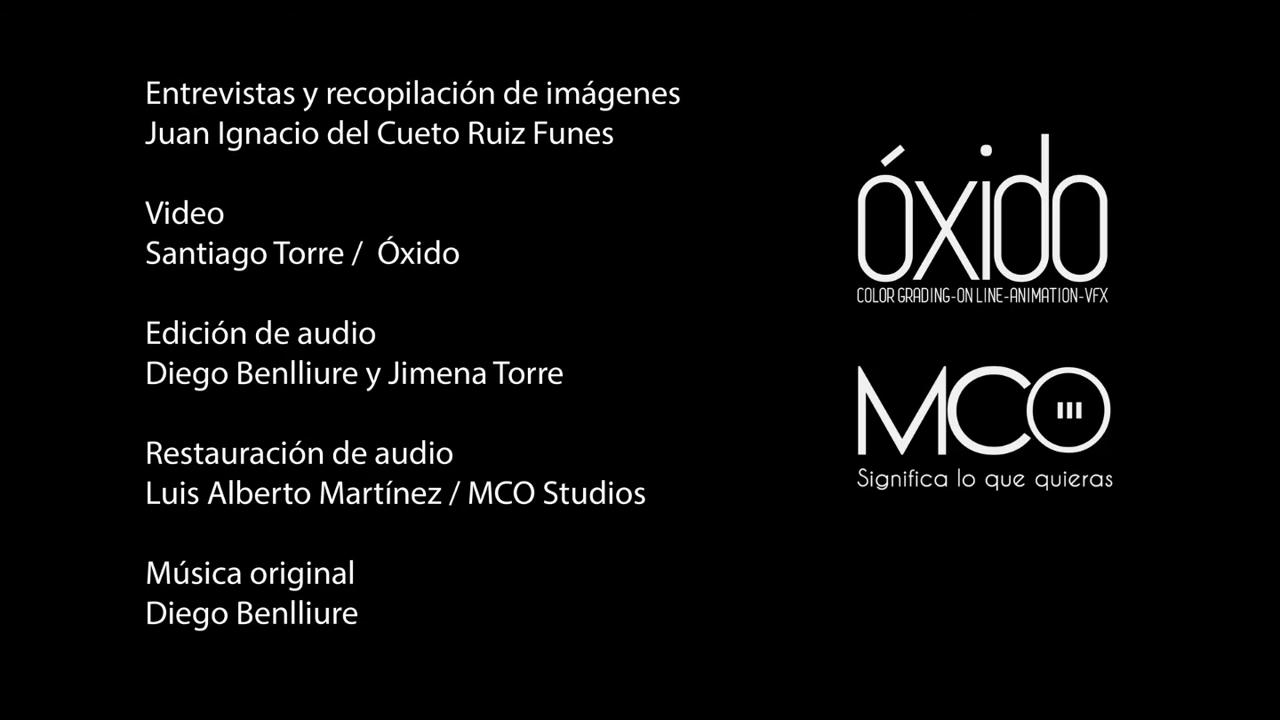 Entrevistas y recopilación de imágenes
Juan Ignacio del Cueto Ruiz Funes
Video
Santiago Torre /  Óxido
Edición de audio
Diego Benlliure y Jimena Torre
Restauración de audio
Luis Alberto Martínez / MCO Studios
Música original
Diego Benlliure
óxido
COLOR GRADING-ON LINE-ANIMATION-VFX
MCO
Significa lo que quieras